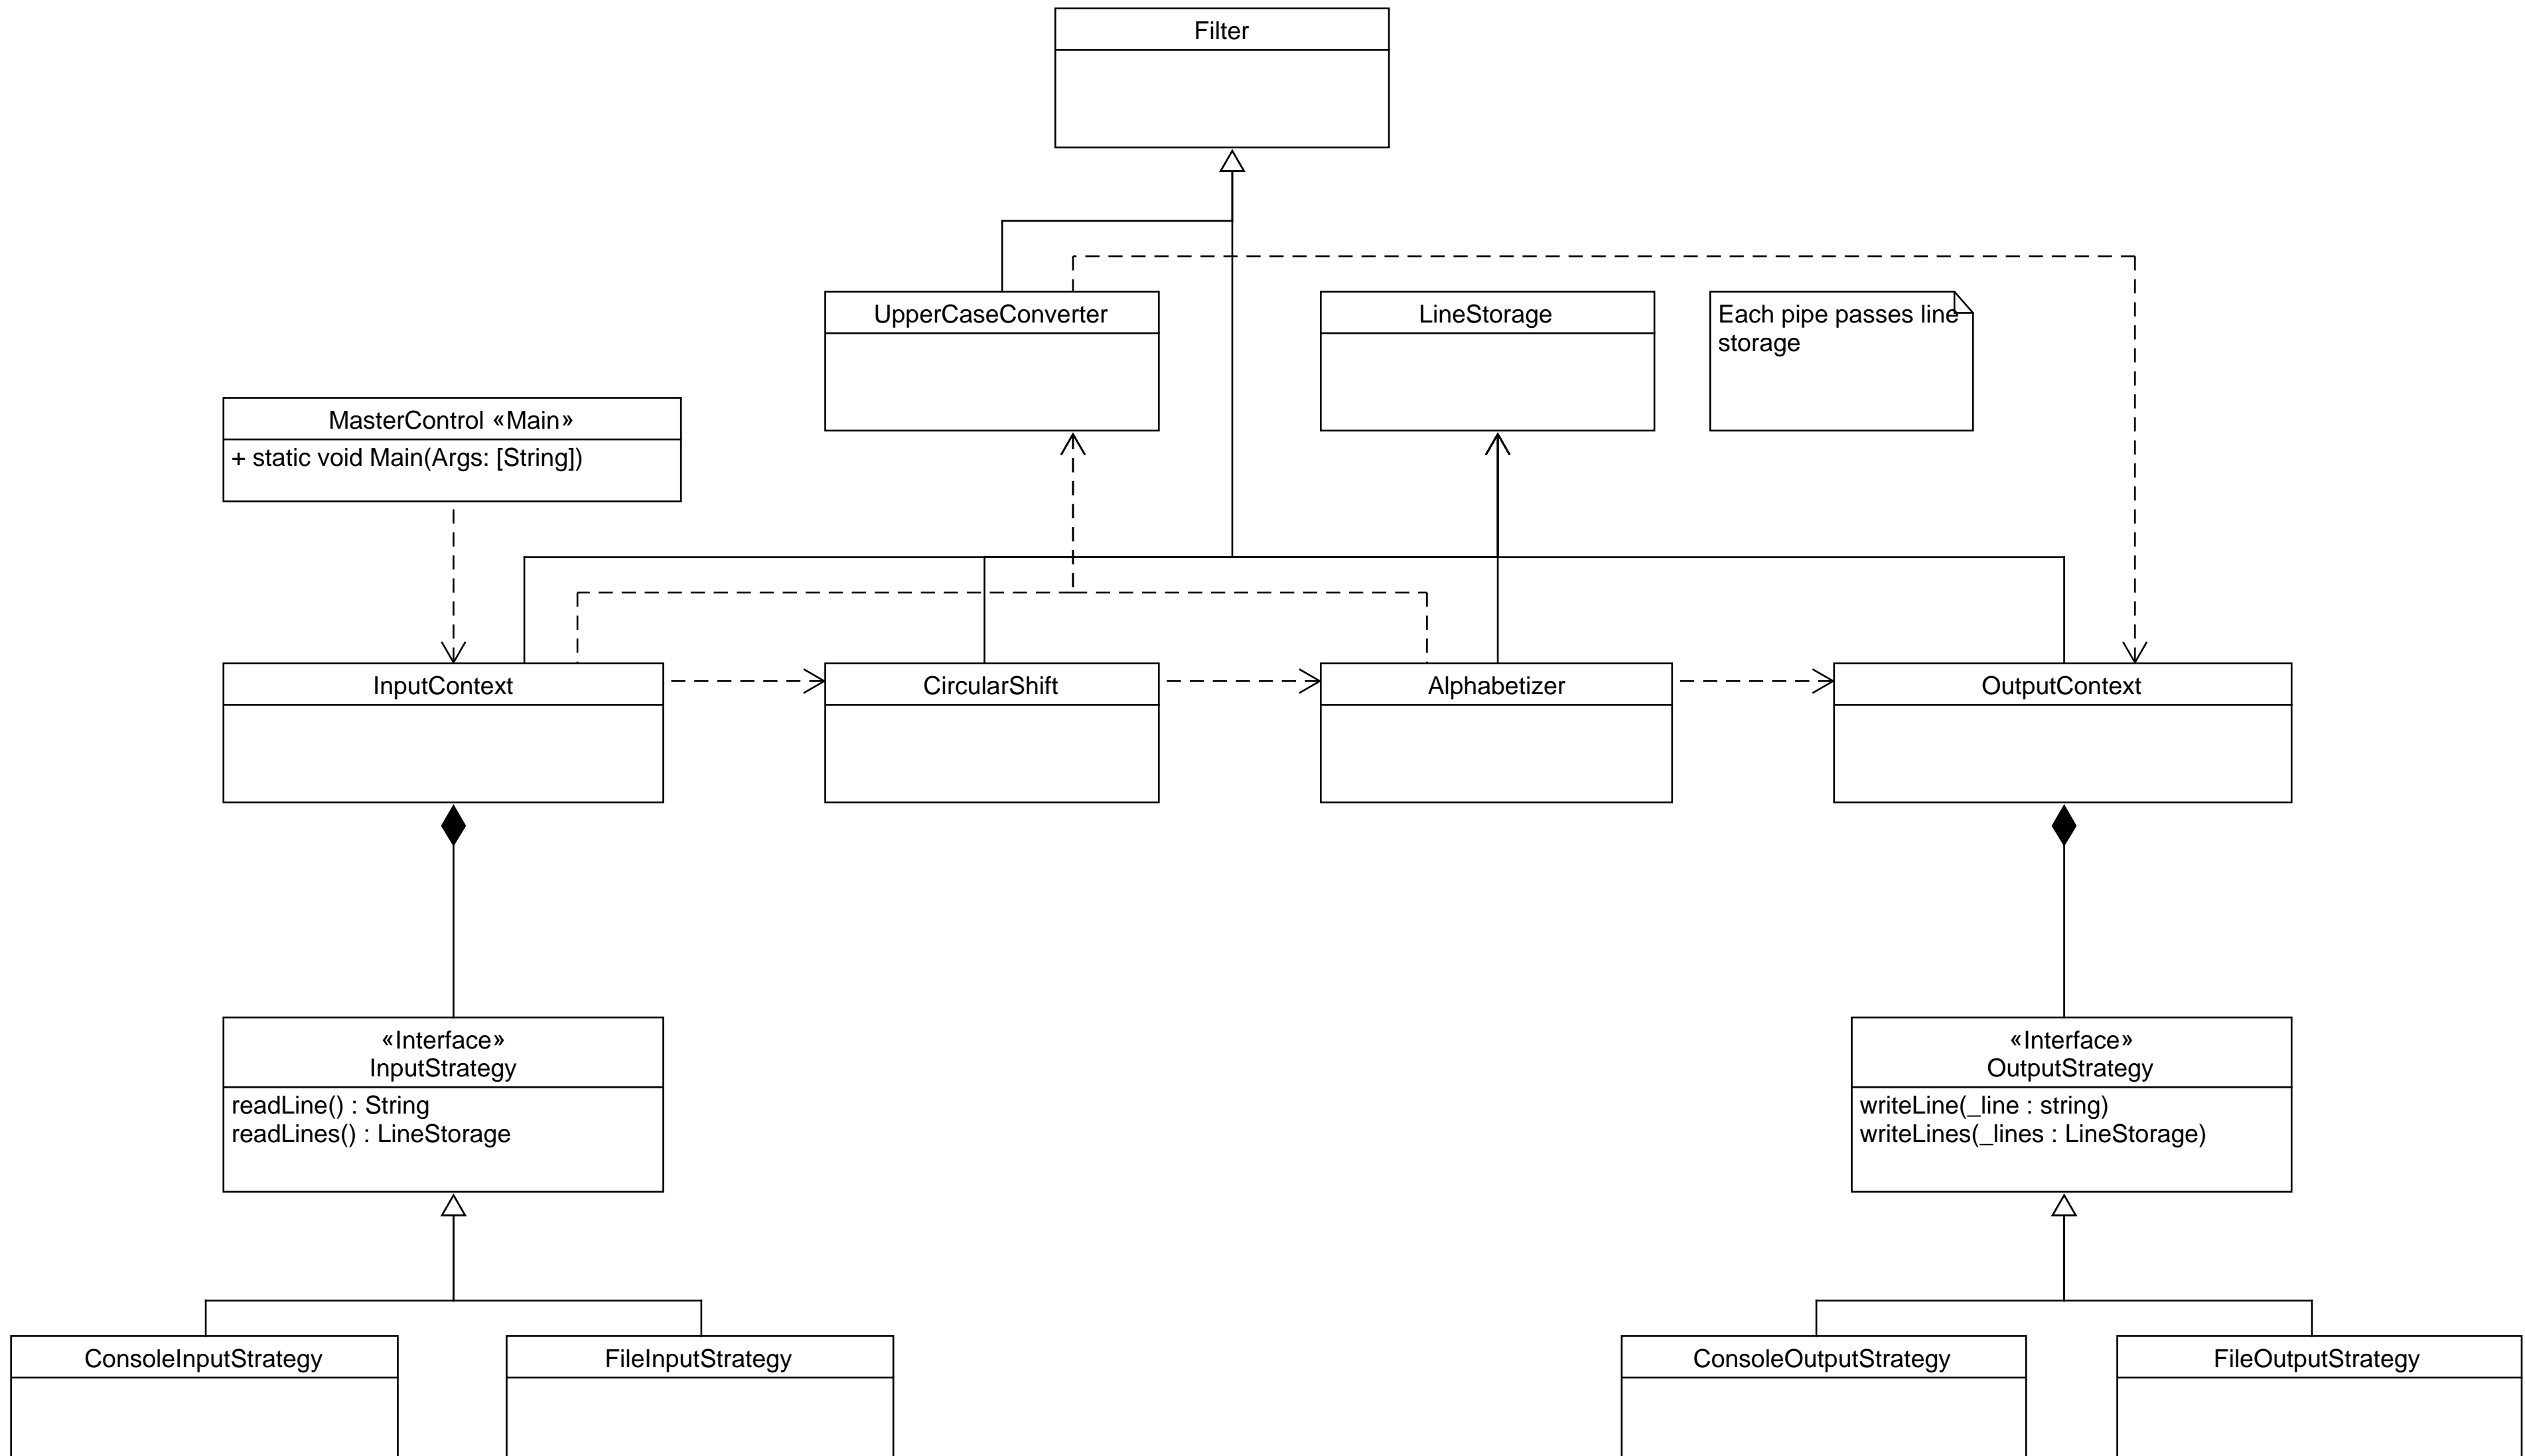 Filter
UpperCaseConverter
LineStorage
Each pipe passes line
storage
MasterControl «Main»
+ static void Main(Args: [String])
InputContext
CircularShift
Alphabetizer
OutputContext
«Interface»
InputStrategy
readLine() : String
readLines() : LineStorage
«Interface»
OutputStrategy
writeLine(_line : string)
writeLines(_lines : LineStorage)
ConsoleInputStrategy
FileInputStrategy
ConsoleOutputStrategy
FileOutputStrategy